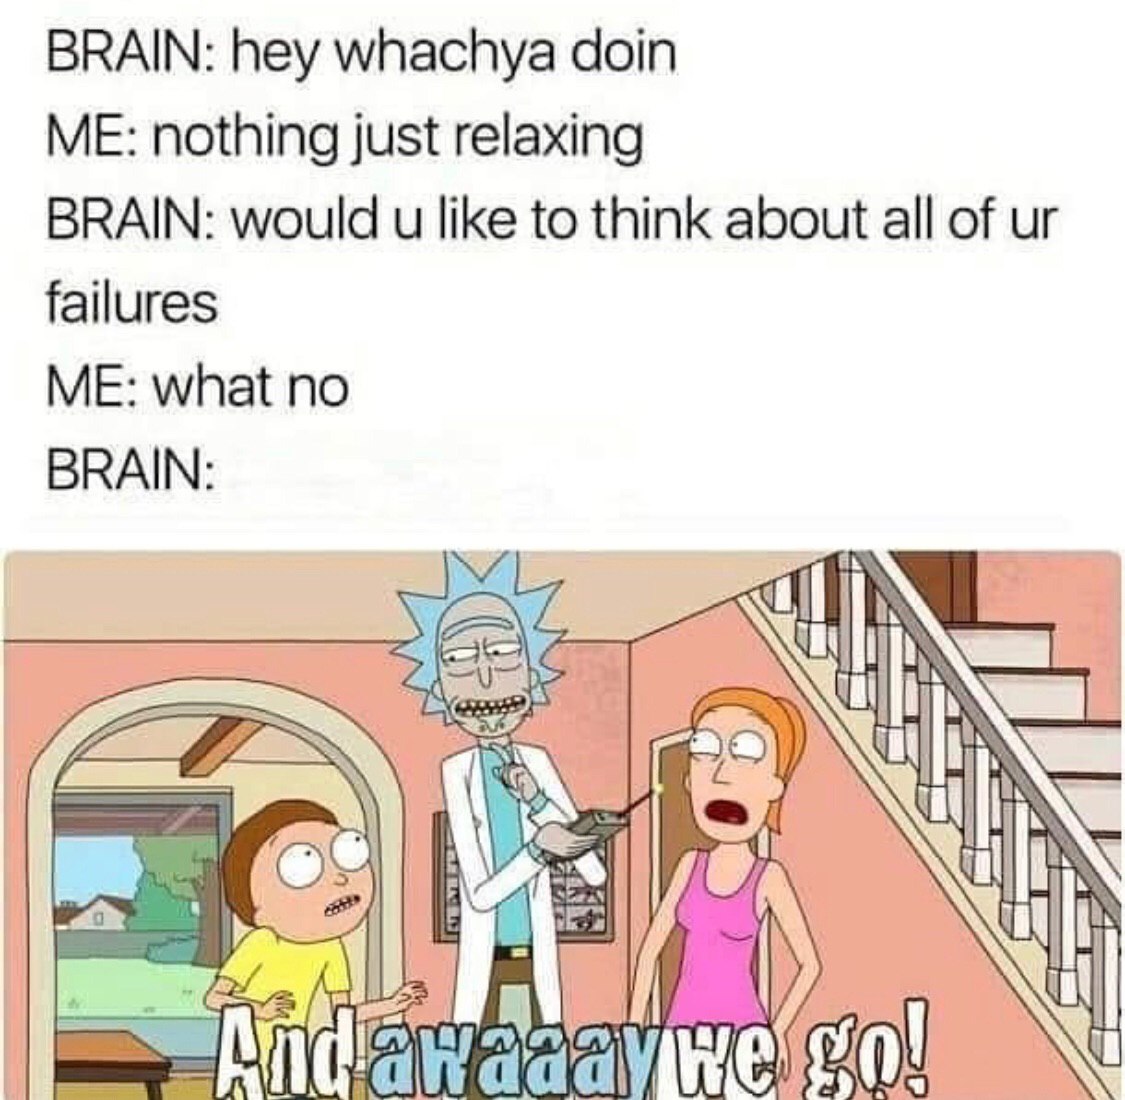 BRAIN: hey whachya doin
ME: nothing just relaxing
BRAIN: would u like to think about all of ur
failures
ME: what no
BRAIN:
And awaaay we go!